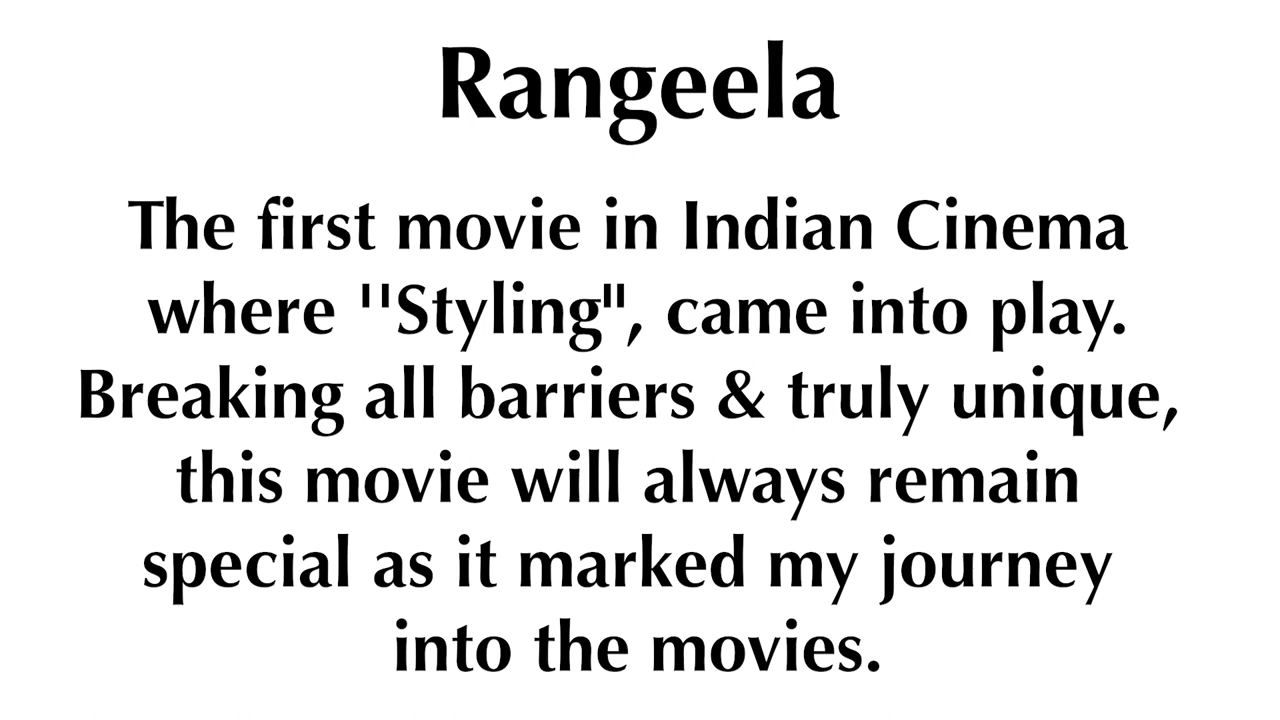 Rangeela
The first movie in Indian Cinema
where ''Styling", came into play.
Breaking all barriers & truly unique,
this movie will always remain
special as it marked my journey
into the movies.